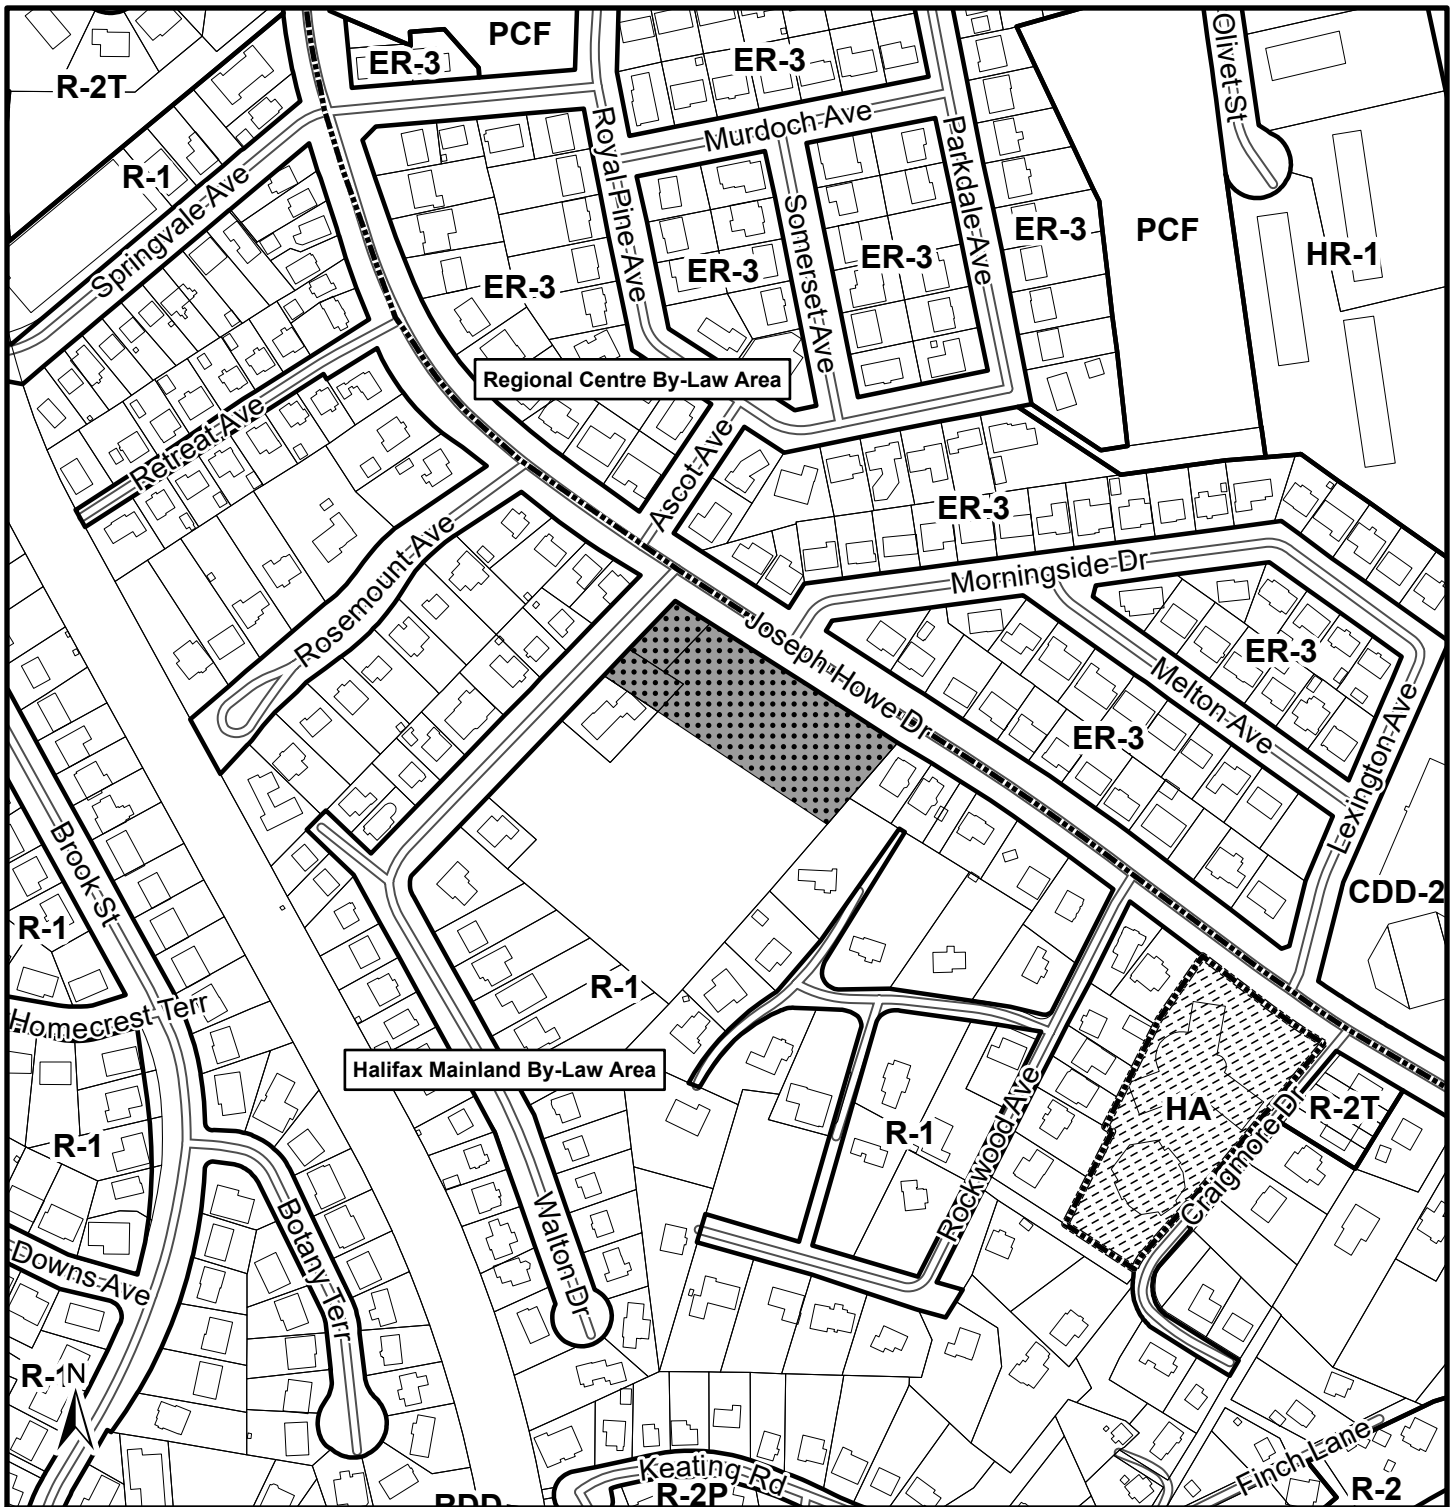 PCF
ER-3
ER-3
R-2T
Olivet St
Murdoch Ave
Royal Pine Ave
Parkdale Ave
R-1
Springvale Ave
Somerset Ave
ER-3
PCF
HR-1
ER-3
ER-3
ER-3
Regional Centre By-Law Area
Retreat Ave
Ascot Ave
ER-3
Rosemount Ave
Morningside Dr
Joseph Howe Dr
ER-3
Melton Ave
ER-3
Lexington Ave
Brook St
CDD-2
R-1
R-1
Homecrest Terr
Halifax Mainland By-Law Area
HA
R-2T
R-1
R-1
Rockwood Ave
Craigmore Dr
Botany Terr
Walton Dr
Downs Ave
R-1
N
Keating Rd
R-2P
Finch Lane
R-2